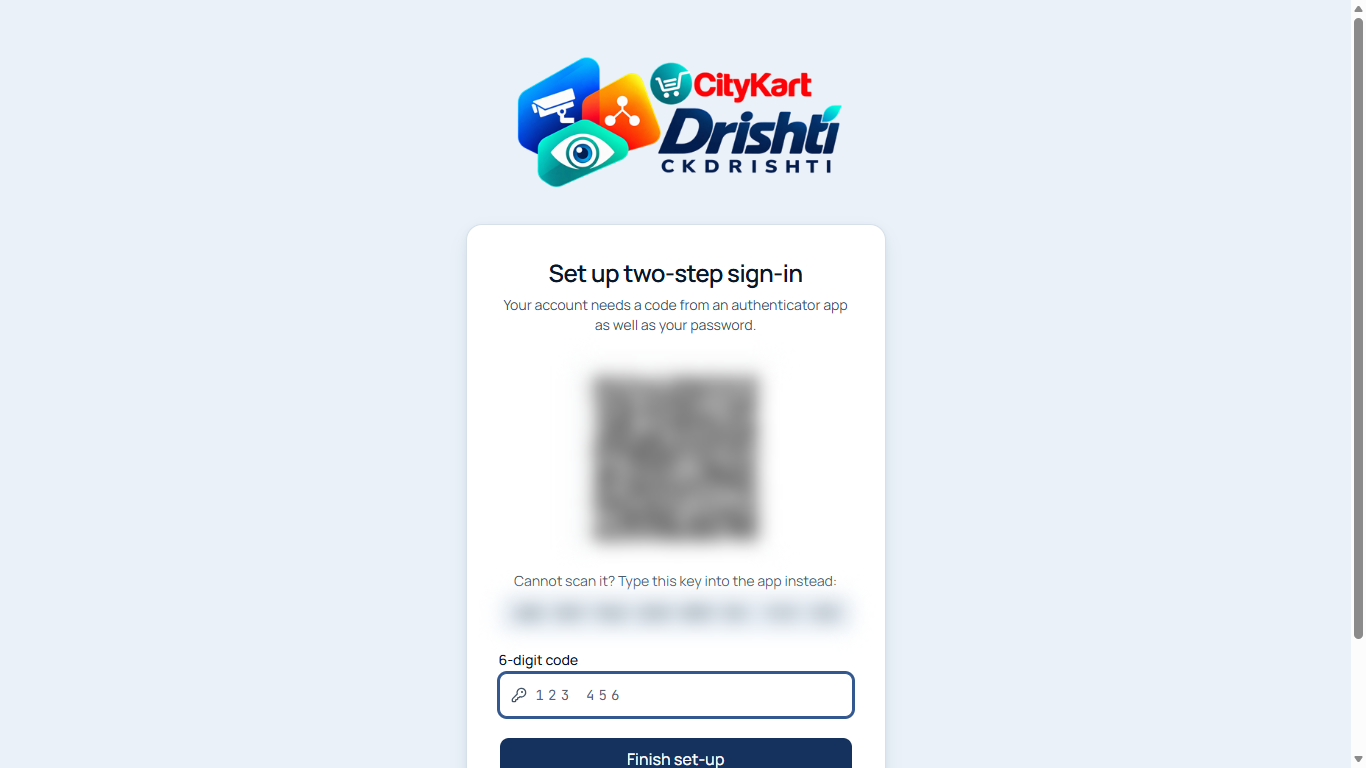 CityKart
Drishti
CKDRISHTI
Set up two-step sign-in
Your account needs a code from an authenticator app
as well as your password.
Cannot scan it? Type this key into the app instead:
6-digit code
123 456
Finish set-up